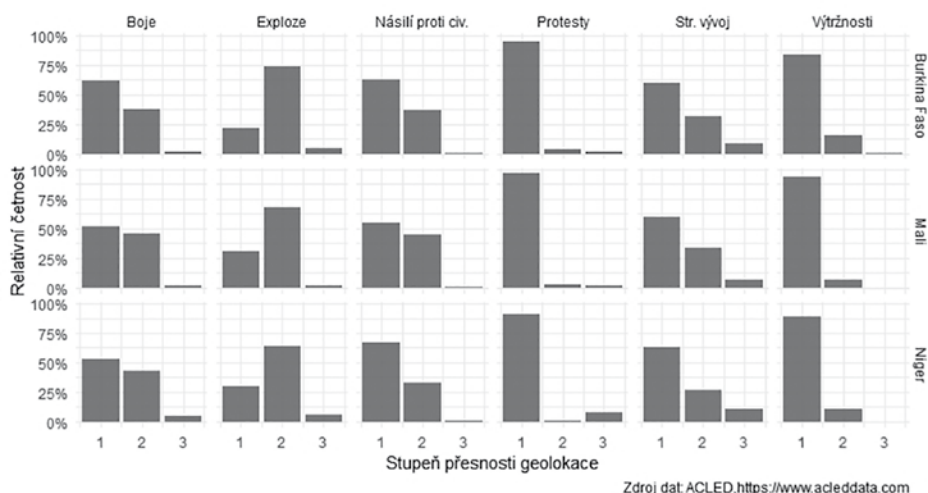 Boje Exploze Násilí proti civ. Protesty Str. vývoj Výtržnosti
100%
75%
50%
25%
0%
Burkina Faso
100%
75%
50%
25%
0%
Mali
100%
75%
50%
25%
0%
Niger
Relativní četnost
1 2 3 1 2 3 1 2 3 1 2 3 1 2 3 1 2 3
Stupeň přesnosti geolokace
Zdroj dat: ACLED,https://www.acleddata.com